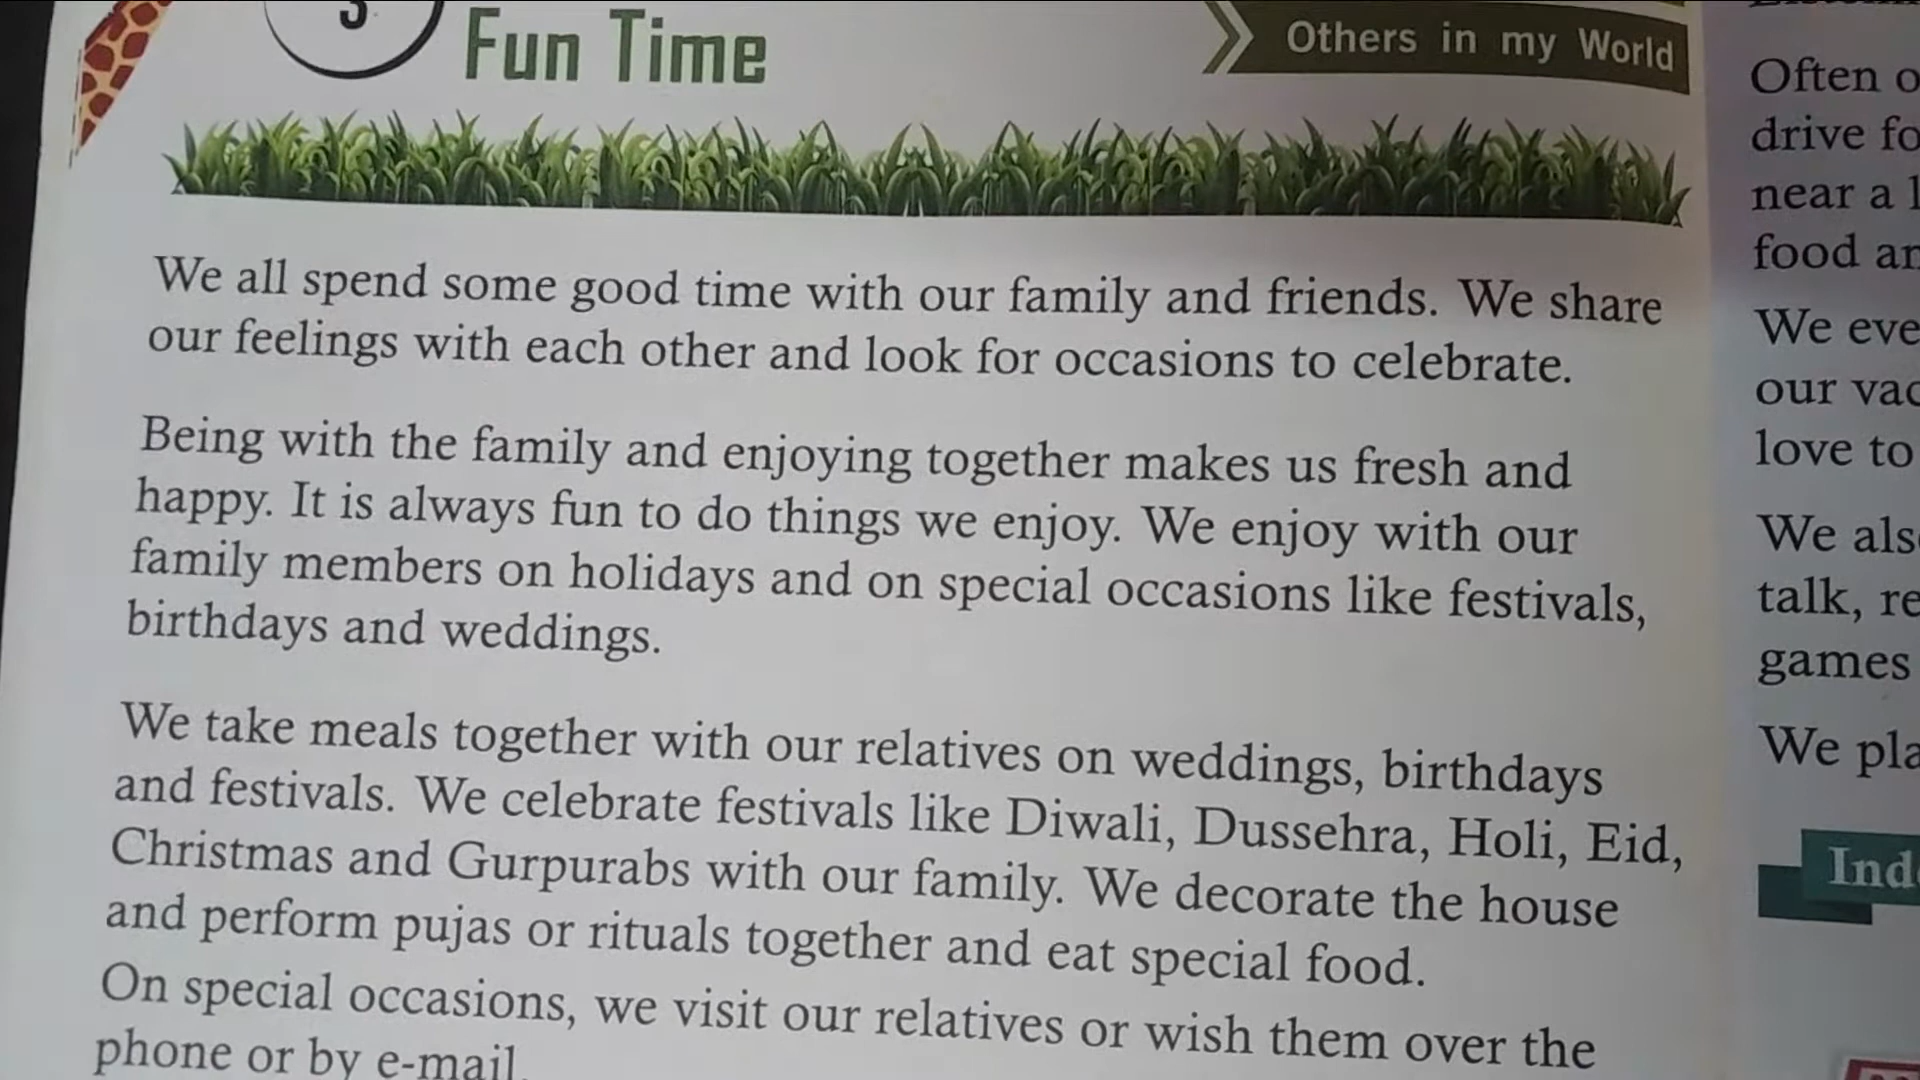 3
Fun Time
Others in my World
We all spend some good time with our family and friends. We share
our feelings with each other and look for occasions to celebrate.
Being with the family and enjoying together makes us fresh and
happy. It is always fun to do things we enjoy. We enjoy with our
family members on holidays and on special occasions like festivals,
birthdays and weddings.
We take meals together with our relatives on weddings, birthdays
and festivals. We celebrate festivals like Diwali, Dussehra, Holi, Eid,
Christmas and Gurpurabs with our family. We decorate the house
and perform pujas or rituals together and eat special food.
On special occasions, we visit our relatives or wish them over the
phone or by e-mail.
Often
drive
near a
food
We
our
love to
We
talk,
games
We